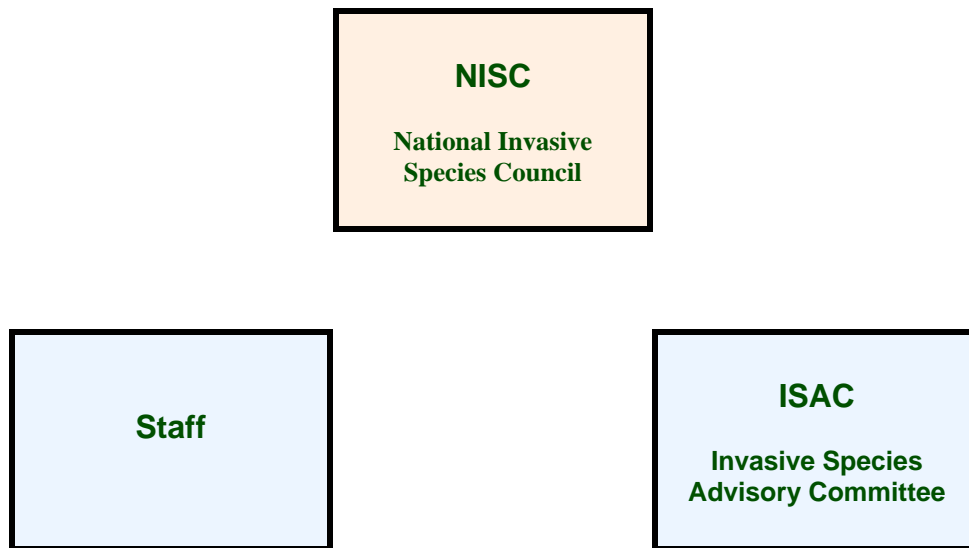 NISC
National Invasive
Species Council
Staff
ISAC
Invasive Species
Advisory Committee